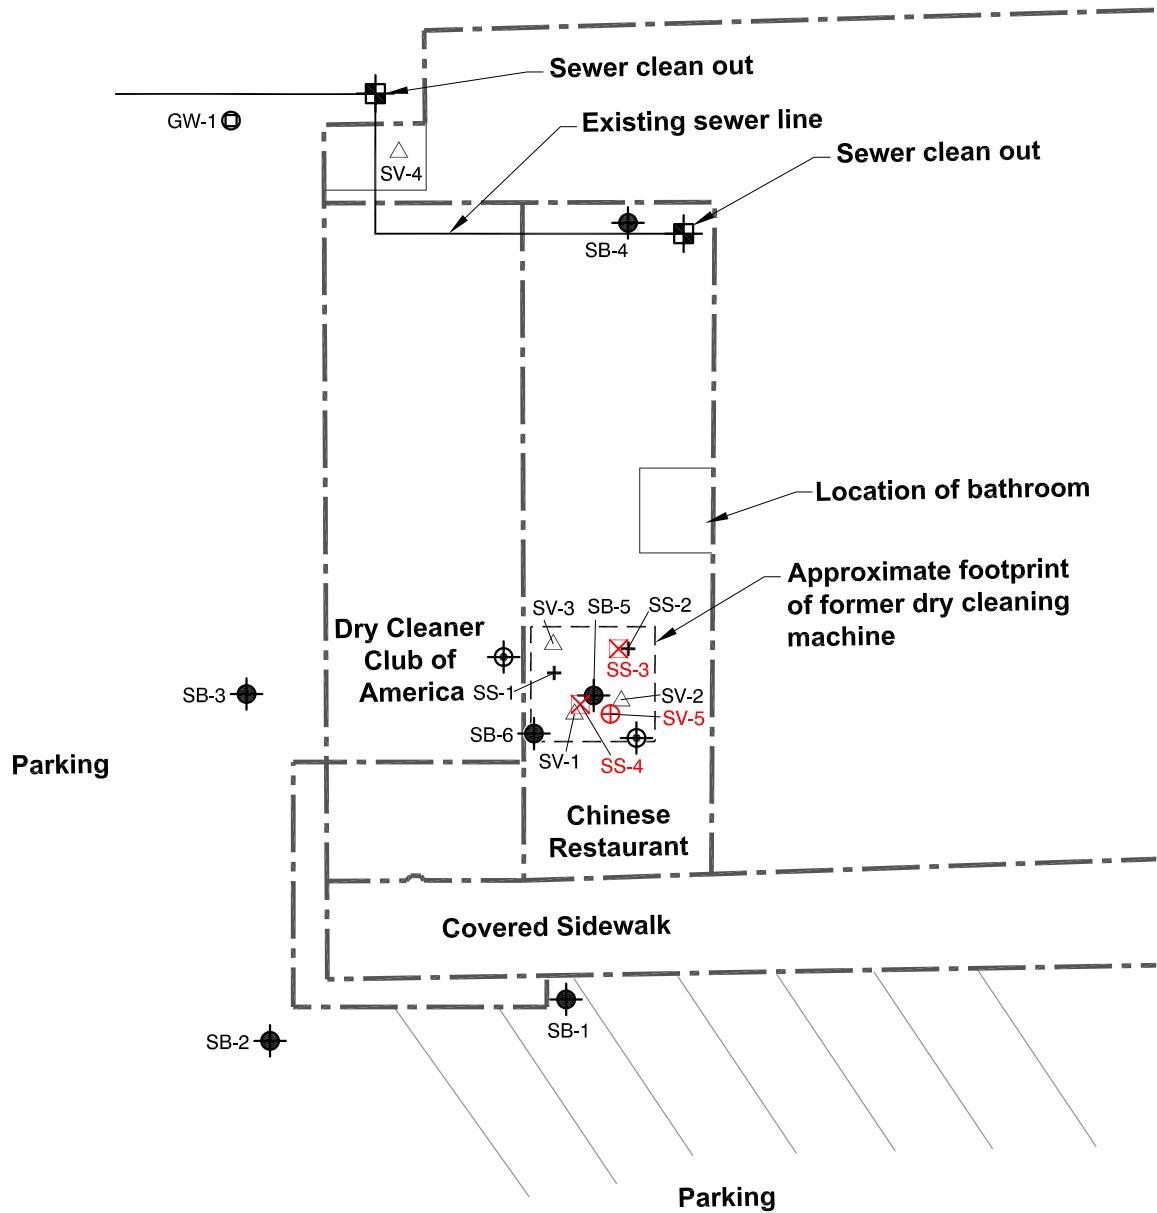 Sewer clean out
GW-1
Existing sewer line
Sewer clean out
SV-4
SB-4
Location of bathroom
Approximate footprint
of former dry cleaning
machine
SV-3
SB-5
SS-2
Dry Cleaner
Club of
America
SS-3
SS-1
SB-3
SV-2
SV-5
SB-6
SV-1
SS-4
Parking
Chinese
Restaurant
Covered Sidewalk
SB-1
SB-2
Parking